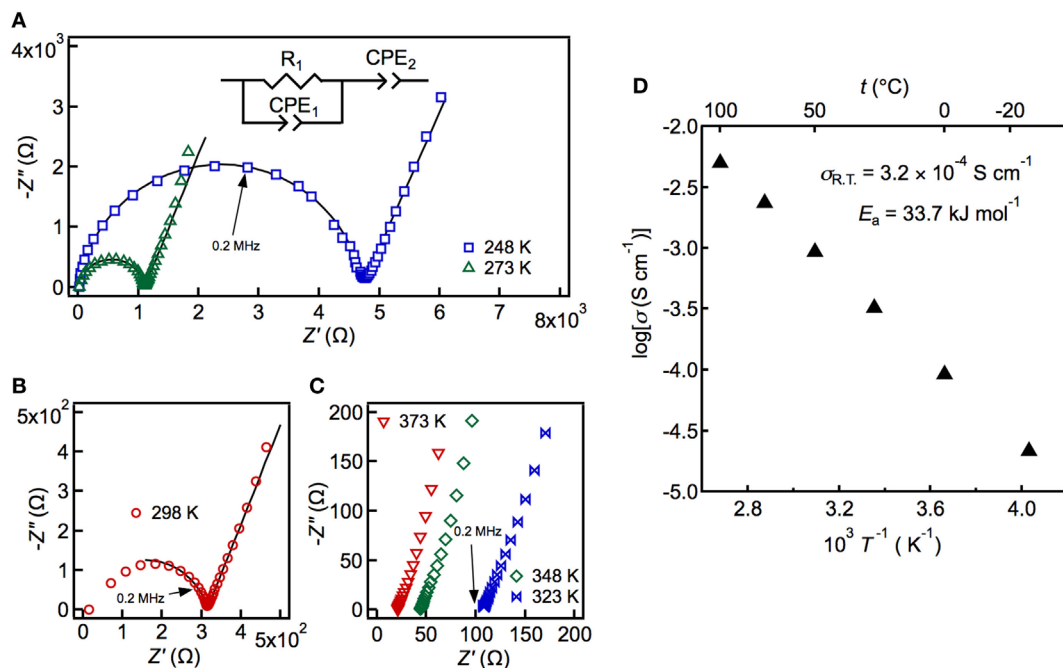 A
4x10³
3
2
1
0
-Z″ (Ω)
R₁
CPE₁
CPE₂
0.2 MHz
248 K
273 K
0 1 2 3 4 5 6 7 8x10³
Z′ (Ω)
B
5x10²
4
3
2
1
0
-Z″ (Ω)
298 K
0.2 MHz
0 1 2 3 4 5x10²
Z′ (Ω)
C
200
150
100
50
0
-Z″ (Ω)
373 K
0.2 MHz
348 K
323 K
0 50 100 150 200
Z′ (Ω)
D
t (°C)
100 50 0 -20
-2.0
-2.5
-3.0
-3.5
-4.0
-4.5
-5.0
log[σ (S cm⁻¹)]
σR.T. = 3.2 × 10⁻⁴ S cm⁻¹
Eₐ = 33.7 kJ mol⁻¹
2.8 3.2 3.6 4.0
10³ T⁻¹ ( K⁻¹)